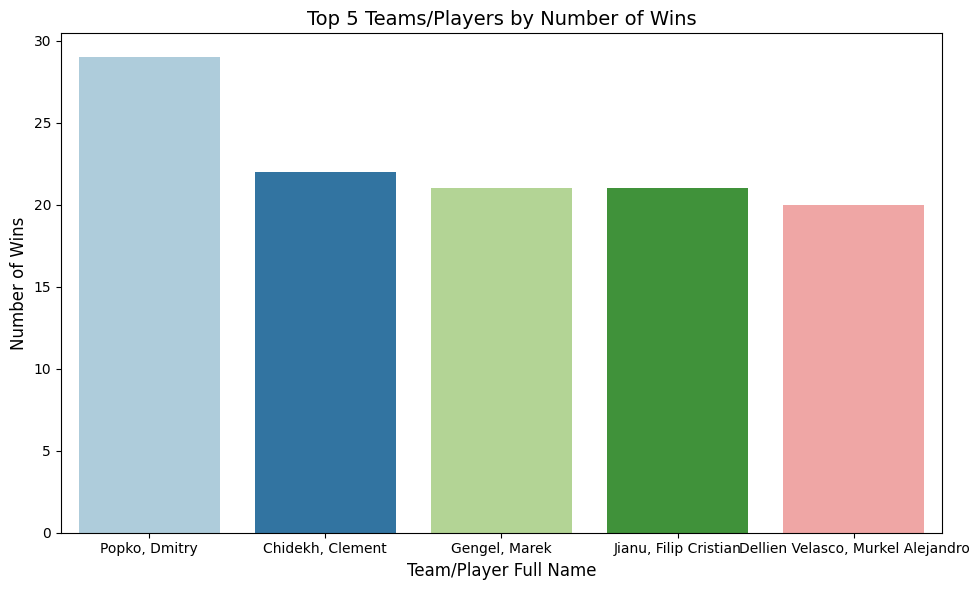 Top 5 Teams/Players by Number of Wins
Number of Wins
30
25
20
15
10
5
0
Popko, Dmitry
Chidekh, Clement
Gengel, Marek
Jianu, Filip Cristian
Dellien Velasco, Murkel Alejandro
Team/Player Full Name